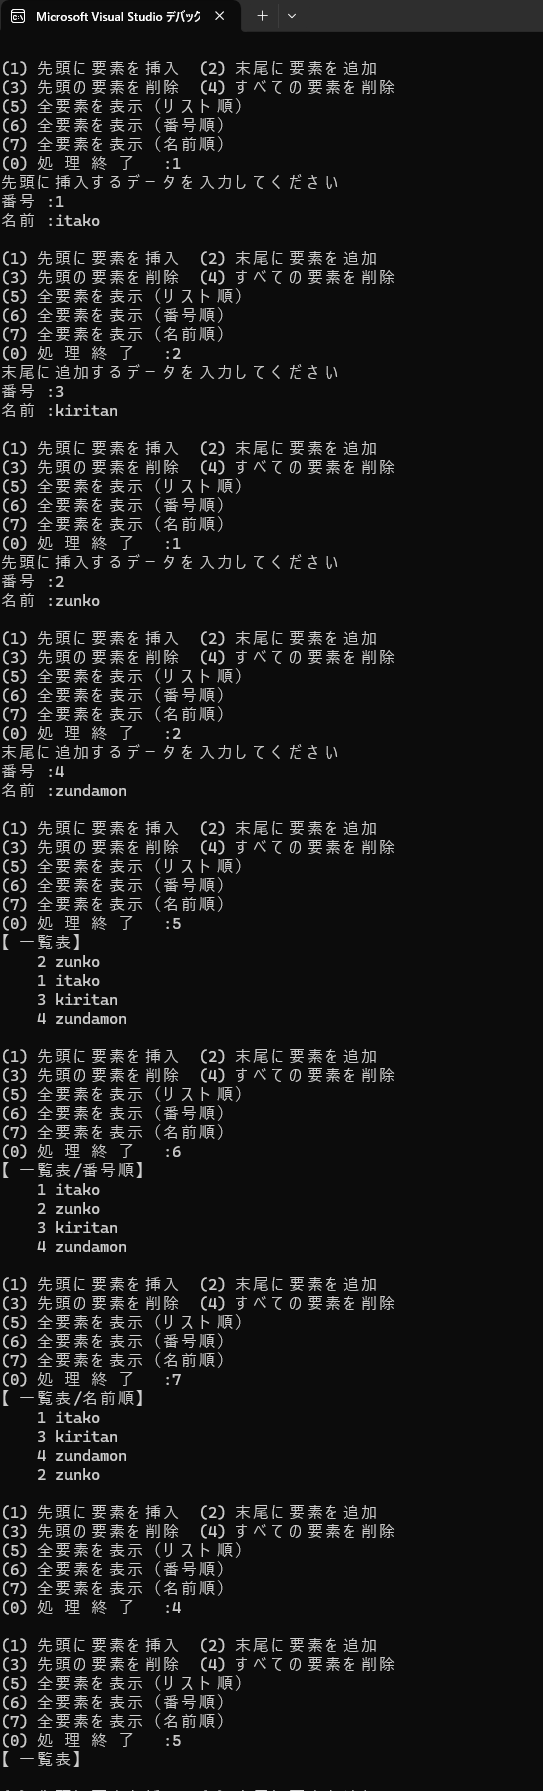 Microsoft Visual Studio デバッグ
(1) 先頭に要素を挿入 (2) 末尾に要素を追加
(3) 先頭の要素を削除 (4) すべての要素を削除
(5) 全要素を表示（リスト順）
(6) 全要素を表示（番号順）
(7) 全要素を表示（名前順）
(0) 処 理 終 了 :1
先頭に挿入するデータを入力してください
番号 :1
名前 :itako
(1) 先頭に要素を挿入 (2) 末尾に要素を追加
(3) 先頭の要素を削除 (4) すべての要素を削除
(5) 全要素を表示（リスト順）
(6) 全要素を表示（番号順）
(7) 全要素を表示（名前順）
(0) 処 理 終 了 :2
末尾に追加するデータを入力してください
番号 :3
名前 :kiritan
(1) 先頭に要素を挿入 (2) 末尾に要素を追加
(3) 先頭の要素を削除 (4) すべての要素を削除
(5) 全要素を表示（リスト順）
(6) 全要素を表示（番号順）
(7) 全要素を表示（名前順）
(0) 処 理 終 了 :1
先頭に挿入するデータを入力してください
番号 :2
名前 :zunko
(1) 先頭に要素を挿入 (2) 末尾に要素を追加
(3) 先頭の要素を削除 (4) すべての要素を削除
(5) 全要素を表示（リスト順）
(6) 全要素を表示（番号順）
(7) 全要素を表示（名前順）
(0) 処 理 終 了 :2
末尾に追加するデータを入力してください
番号 :4
名前 :zundamon
(1) 先頭に要素を挿入 (2) 末尾に要素を追加
(3) 先頭の要素を削除 (4) すべての要素を削除
(5) 全要素を表示（リスト順）
(6) 全要素を表示（番号順）
(7) 全要素を表示（名前順）
(0) 処 理 終 了 :5
【 一覧表】
2 zunko
1 itako
3 kiritan
4 zundamon
(1) 先頭に要素を挿入 (2) 末尾に要素を追加
(3) 先頭の要素を削除 (4) すべての要素を削除
(5) 全要素を表示（リスト順）
(6) 全要素を表示（番号順）
(7) 全要素を表示（名前順）
(0) 処 理 終 了 :6
【 一覧表/番号順】
1 itako
2 zunko
3 kiritan
4 zundamon
(1) 先頭に要素を挿入 (2) 末尾に要素を追加
(3) 先頭の要素を削除 (4) すべての要素を削除
(5) 全要素を表示（リスト順）
(6) 全要素を表示（番号順）
(7) 全要素を表示（名前順）
(0) 処 理 終 了 :7
【 一覧表/名前順】
1 itako
3 kiritan
4 zundamon
2 zunko
(1) 先頭に要素を挿入 (2) 末尾に要素を追加
(3) 先頭の要素を削除 (4) すべての要素を削除
(5) 全要素を表示（リスト順）
(6) 全要素を表示（番号順）
(7) 全要素を表示（名前順）
(0) 処 理 終 了 :4
(1) 先頭に要素を挿入 (2) 末尾に要素を追加
(3) 先頭の要素を削除 (4) すべての要素を削除
(5) 全要素を表示（リスト順）
(6) 全要素を表示（番号順）
(7) 全要素を表示（名前順）
(0) 処 理 終 了 :5
【 一覧表】